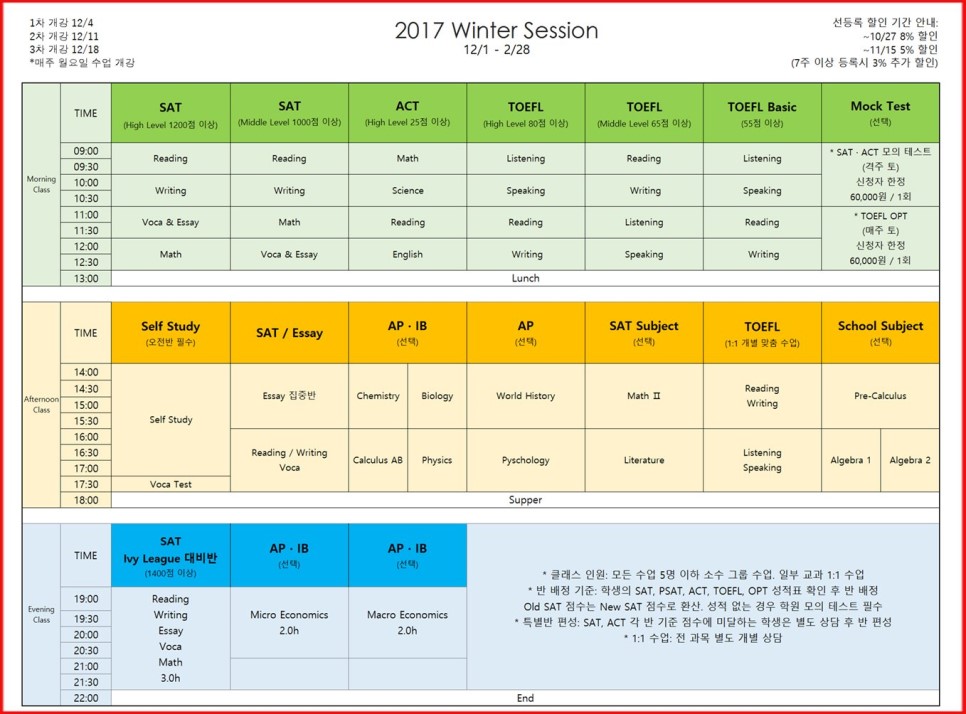 1차 개강 12/4
2차 개강 12/11
3차 개강 12/18
*매주 월요일 수업 개강
2017 Winter Session
12/1 - 2/28
선등록 할인 기간 안내:
~10/27 8% 할인
~11/15 5% 할인
(7주 이상 등록시 3% 추가 할인)
Morning
Class
TIME
SAT
(High Level 1200점 이상)
SAT
(Middle Level 1000점 이상)
ACT
(High Level 25점 이상)
TOEFL
(High Level 80점 이상)
TOEFL
(Middle Level 65점 이상)
TOEFL Basic
(55점 이상)
Mock Test
(선택)
09:00
09:30
Reading
Reading
Math
Listening
Reading
Listening
* SAT · ACT 모의 테스트
(격주 토)
신청자 한정
60,000원 / 1회
10:00
10:30
Writing
Writing
Science
Speaking
Writing
Speaking
11:00
11:30
Voca & Essay
Math
Reading
Reading
Listening
Reading
* TOEFL OPT
(매주 토)
신청자 한정
60,000원 / 1회
12:00
12:30
Math
Voca & Essay
English
Writing
Speaking
Writing
13:00
Lunch
Afternoon
Class
TIME
Self Study
(오전반 필수)
SAT / Essay
AP · IB
(선택)
AP
(선택)
SAT Subject
(선택)
TOEFL
(1:1 개별 맞춤 수업)
School Subject
(선택)
14:00
14:30
15:00
15:30
Self Study
Essay 집중반
Chemistry
Biology
World History
Math Ⅱ
Reading
Writing
Pre-Calculus
16:00
16:30
17:00
17:30
Reading / Writing
Voca
Calculus AB
Physics
Pyschology
Literature
Listening
Speaking
Algebra 1
Algebra 2
Voca Test
18:00
Supper
Evening
Class
TIME
SAT
Ivy League 대비반
(1400점 이상)
AP · IB
(선택)
AP · IB
(선택)
19:00
19:30
20:00
20:30
21:00
21:30
Reading
Writing
Essay
Voca
Math
3.0h
Micro Economics
2.0h
Macro Economics
2.0h
* 클래스 인원: 모든 수업 5명 이하 소수 그룹 수업, 일부 교과 1:1 수업
* 반 배정 기준: 학생의 SAT, PSAT, ACT, TOEFL, OPT 성적표 확인 후 반 배정
Old SAT 점수는 New SAT 점수로 환산, 성적 없는 경우 학원 모의 테스트 필수
* 특별반 편성: SAT, ACT 각 반 기준 점수에 미달하는 학생은 별도 상담 후 반 편성
* 1:1 수업: 전 과목 별도 개별 상담
22:00
End